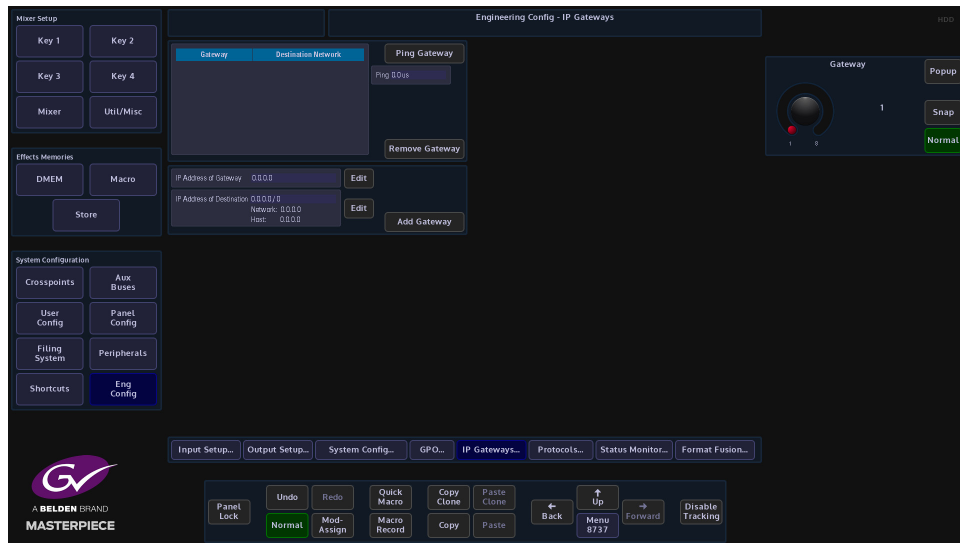 Mixer Setup
Key 1
Key 2
Key 3
Key 4
Mixer
Util/Misc
Effects Memories
DMEM
Macro
Store
System Configuration
Crosspoints
Aux
Buses
User
Config
Panel
Config
Filing
System
Peripherals
Shortcuts
Eng
Config
GV
A BELDEN BRAND
MASTERPIECE
Engineering Config - IP Gateways
HDD
Gateway
Destination Network
Ping Gateway
Ping 0.0us
Remove Gateway
IP Address of Gateway 0.0.0.0
Edit
IP Address of Destination 0.0.0.0 / 0
Network: 0.0.0.0
Host: 0.0.0.0
Edit
Add Gateway
Gateway
1
1 8
Popup
Snap
Normal
Input Setup...
Output Setup...
System Config...
GPO...
IP Gateways...
Protocols...
Status Monitor...
Format Fusion...
Panel
Lock
Undo
Redo
Normal
Mod-
Assign
Quick
Macro
Macro
Record
Copy
Clone
Paste
Clone
Copy
Paste
Back
Up
Menu
8737
Forward
Disable
Tracking